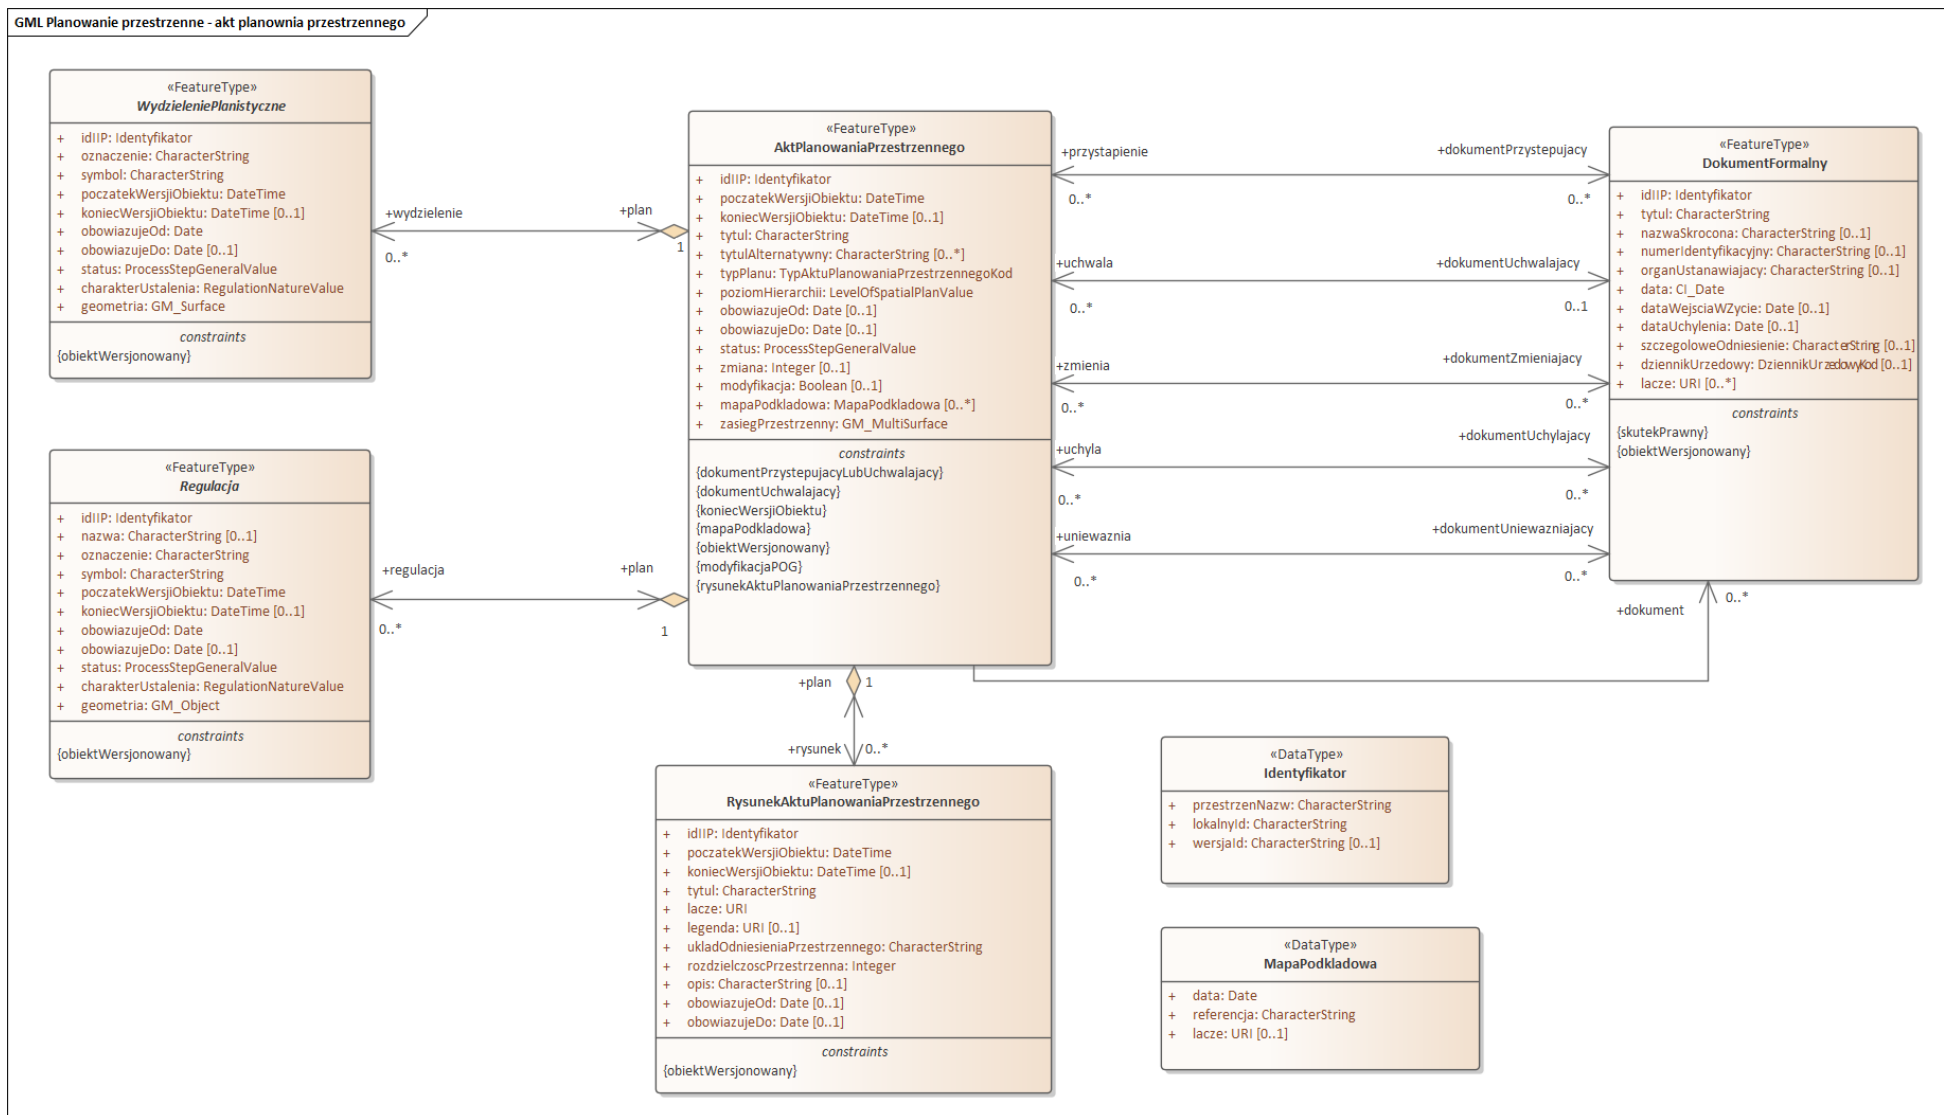 GML Planowanie przestrzenne - akt planownia przestrzennego
«FeatureType»
WydzieleniePlanistyczne
+ idIIP: Identyfikator
+ oznaczenie: CharacterString
+ symbol: CharacterString
+ poczatekWersjiObiektu: DateTime
+ koniecWersjiObiektu: DateTime [0..1]
+ obowiazujeOd: Date
+ obowiazujeDo: Date [0..1]
+ status: ProcessStepGeneralValue
+ charakterUstalenia: RegulationNatureValue
+ geometria: GM_Surface
constraints
{obiektWersjonowany}
+wydzielenie
0..*
+plan
1
«FeatureType»
Regulacja
+ idIIP: Identyfikator
+ nazwa: CharacterString [0..1]
+ oznaczenie: CharacterString
+ symbol: CharacterString
+ poczatekWersjiObiektu: DateTime
+ koniecWersjiObiektu: DateTime [0..1]
+ obowiazujeOd: Date
+ obowiazujeDo: Date [0..1]
+ status: ProcessStepGeneralValue
+ charakterUstalenia: RegulationNatureValue
+ geometria: GM_Object
constraints
{obiektWersjonowany}
+regulacja
0..*
+plan
1
«FeatureType»
AktPlanowaniaPrzestrzennego
+ idIIP: Identyfikator
+ poczatekWersjiObiektu: DateTime
+ koniecWersjiObiektu: DateTime [0..1]
+ tytul: CharacterString
+ tytulAlternatywny: CharacterString [0..*]
+ typPlanu: TypAktuPlanowaniaPrzestrzennegoKod
+ poziomHierarchii: LevelOfSpatialPlanValue
+ obowiazujeOd: Date [0..1]
+ obowiazujeDo: Date [0..1]
+ status: ProcessStepGeneralValue
+ zmiana: Integer [0..1]
+ modyfikacja: Boolean [0..1]
+ mapaPodkladowa: MapaPodkladowa [0..*]
+ zasiegPrzestrzenny: GM_MultiSurface
constraints
{dokumentPrzystepujacyLubUchwalajacy}
{dokumentUchwalajacy}
{koniecWersjiObiektu}
{mapaPodkladowa}
{obiektWersjonowany}
{modyfikacjaPOG}
{rysunekAktuPlanowaniaPrzestrzennego}
+przystapienie
0..*
+dokumentPrzystepujacy
0..*
+uchwala
0..*
+dokumentUchwalajacy
0..1
+zmienia
0..*
+dokumentZmieniajacy
0..*
+uchyla
0..*
+dokumentUchylajacy
0..*
+uniewaznia
0..*
+dokumentUniewazniajacy
0..*
«FeatureType»
DokumentFormalny
+ idIIP: Identyfikator
+ tytul: CharacterString
+ nazwaSkrocona: CharacterString [0..1]
+ numerIdentyfikacyjny: CharacterString [0..1]
+ organUstanawiajacy: CharacterString [0..1]
+ data: CI_Date
+ dataWejsciaWZycie: Date [0..1]
+ dataUchylenia: Date [0..1]
+ szczegoloweOdniesienie: CharacterString [0..1]
+ dziennikUrzedowy: DziennikUrzedowyKod [0..1]
+ lacze: URI [0..*]
constraints
{skutekPrawny}
{obiektWersjonowany}
+dokument
0..*
+plan
1
+rysunek
0..*
«FeatureType»
RysunekAktuPlanowaniaPrzestrzennego
+ idIIP: Identyfikator
+ poczatekWersjiObiektu: DateTime
+ koniecWersjiObiektu: DateTime [0..1]
+ tytul: CharacterString
+ lacze: URI
+ legenda: URI [0..1]
+ ukladOdniesieniaPrzestrzennego: CharacterString
+ rozdzielczoscPrzestrzenna: Integer
+ opis: CharacterString [0..1]
+ obowiazujeOd: Date [0..1]
+ obowiazujeDo: Date [0..1]
constraints
{obiektWersjonowany}
«DataType»
Identyfikator
+ przestrzenNazw: CharacterString
+ lokalnyId: CharacterString
+ wersjaId: CharacterString [0..1]
«DataType»
MapaPodkladowa
+ data: Date
+ referencja: CharacterString
+ lacze: URI [0..1]